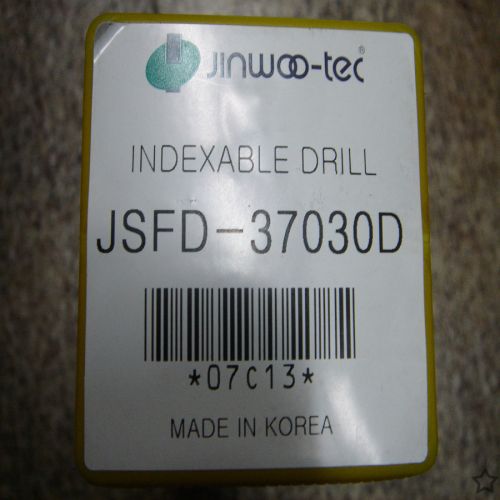 JINWOO-TEC®
INDEXABLE DRILL
JSFD-37030D
*07C13*
MADE IN KOREA